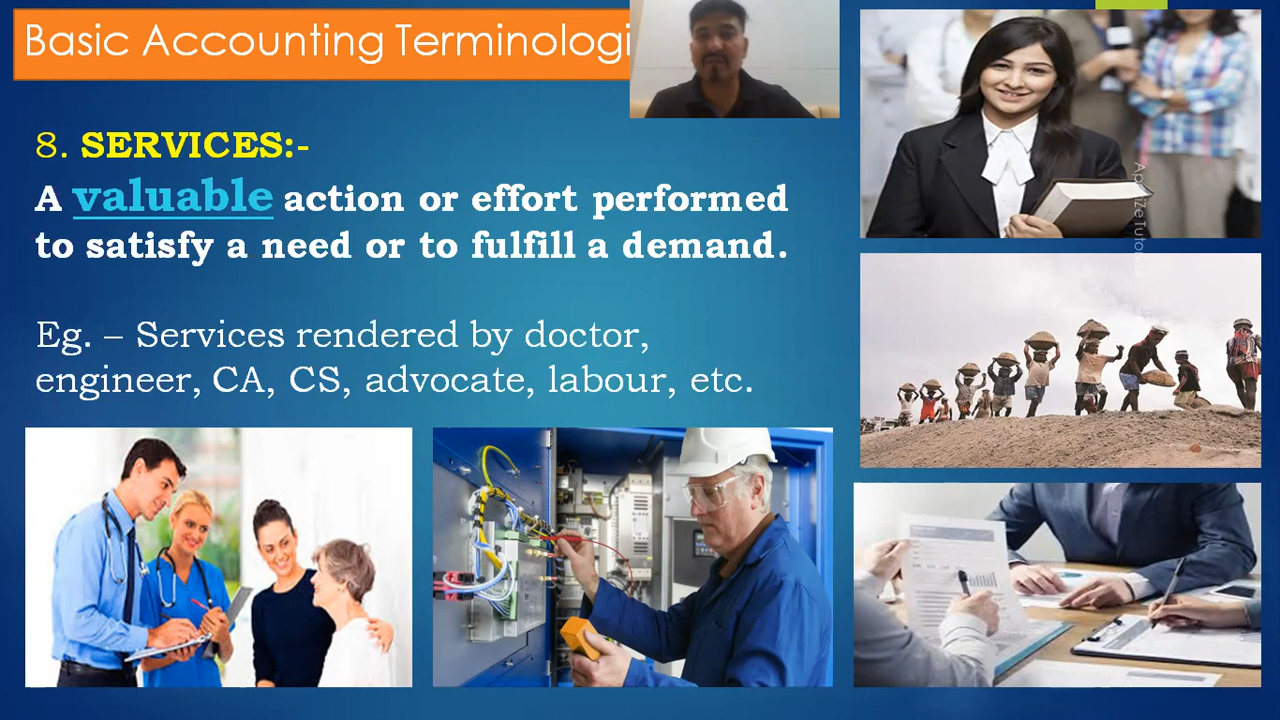 Basic Accounting Terminologi
8. SERVICES:-
A valuable action or effort performed
to satisfy a need or to fulfill a demand.
Eg. – Services rendered by doctor,
engineer, CA, CS, advocate, labour, etc.